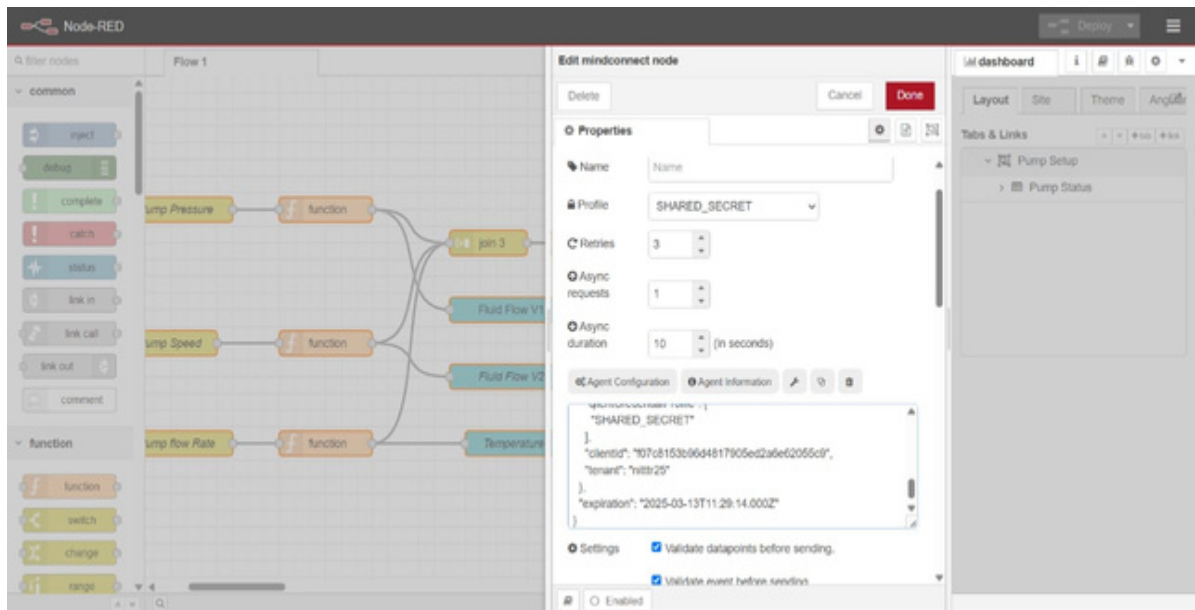 Node-RED
Deploy
filter nodes
Flow 1
Edit mindconnect node
dashboard
common
Delete
Cancel
Done
Layout
Site
Theme
Properties
Tabs & Links
inject
debug
complete
catch
status
link in
link call
link out
comment
function
function
switch
change
range
ump Pressure
function
join 3
Fluid Flow V1
ump Speed
function
Fluid Flow V2
ump flow Rate
function
Temperature
Name
Name
Profile
SHARED_SECRET
Retries
3
Async
requests
1
Async
duration
10
(in seconds)
Agent Configuration
Agent Information
"SHARED_SECRET"
],
"clientId": "f07c8153b96d4817905ed2a6e62055c9",
"tenant": "nitttr25"
},
"expiration": "2025-03-13T11:29:14.000Z"
}
Settings
Validate datapoints before sending.
Validate event before sending.
Enabled
Pump Setup
Pump Status